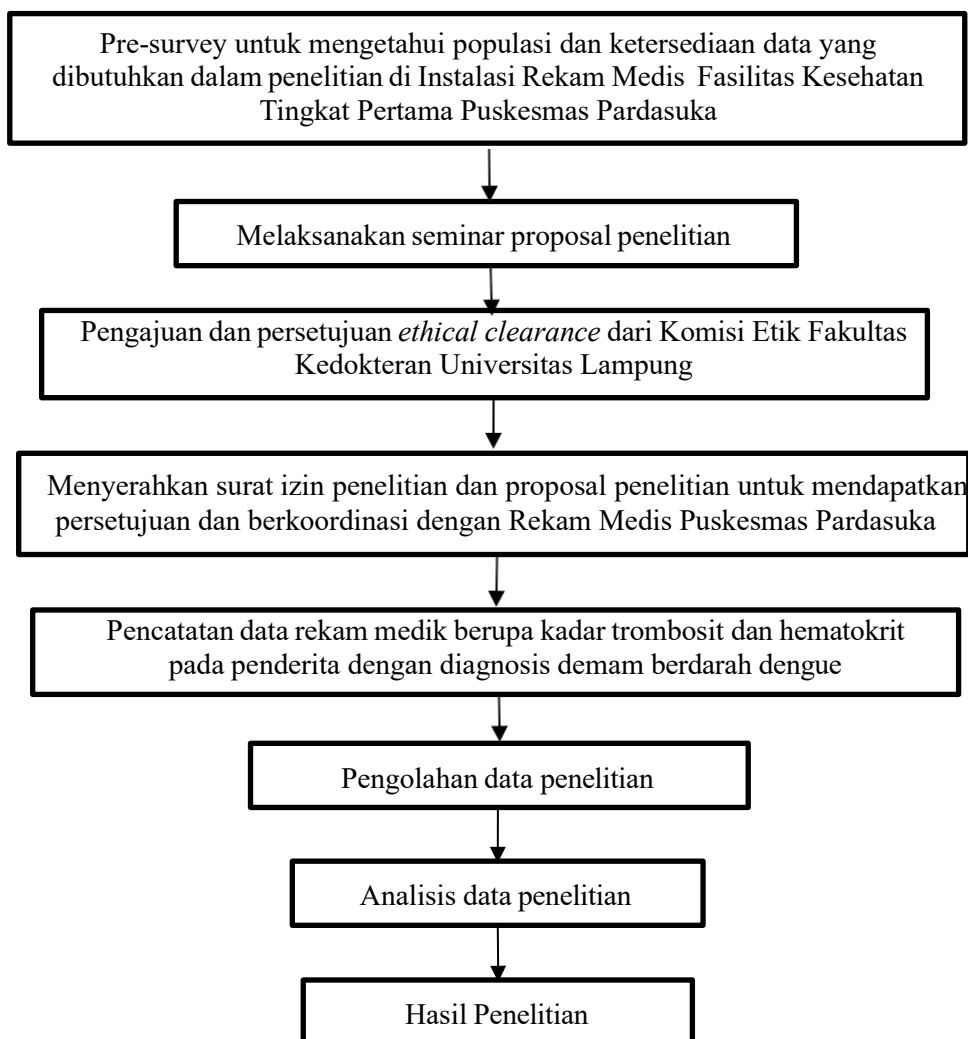 Pre-survey untuk mengetahui populasi dan ketersediaan data yang
dibutuhkan dalam penelitian di Instalasi Rekam Medis Fasilitas Kesehatan
Tingkat Pertama Puskesmas Pardasuka
Melaksanakan seminar proposal penelitian
Pengajuan dan persetujuan ethical clearance dari Komisi Etik Fakultas
Kedokteran Universitas Lampung
Menyerahkan surat izin penelitian dan proposal penelitian untuk mendapatkan
persetujuan dan berkoordinasi dengan Rekam Medis Puskesmas Pardasuka
Pencatatan data rekam medik berupa kadar trombosit dan hematokrit
pada penderita dengan diagnosis demam berdarah dengue
Pengolahan data penelitian
Analisis data penelitian
Hasil Penelitian